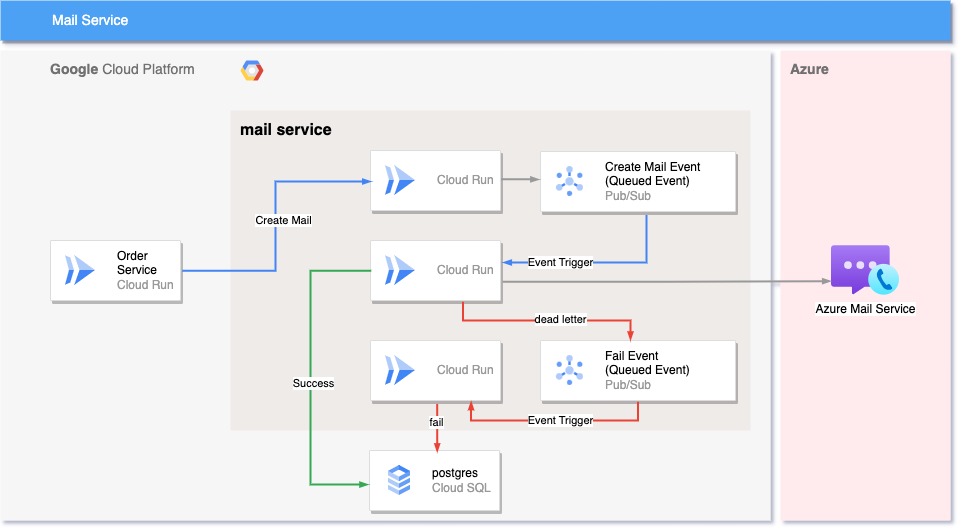 Mail Service
Google Cloud Platform
Azure
mail service
Cloud Run
Create Mail Event
(Queued Event)
Pub/Sub
Create Mail
Order
Service
Cloud Run
Cloud Run
Event Trigger
Azure Mail Service
dead letter
Cloud Run
Fail Event
(Queued Event)
Pub/Sub
Success
fail
Event Trigger
postgres
Cloud SQL